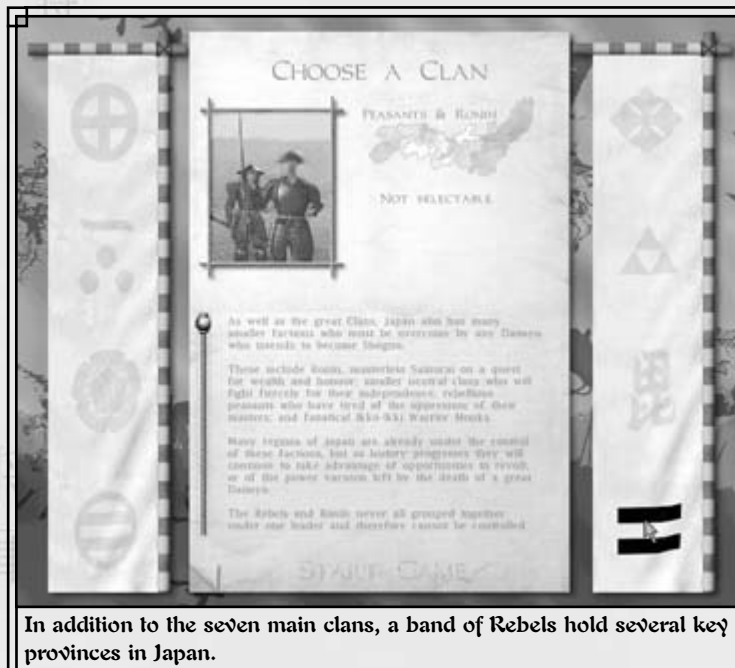 CHOOSE A CLAN
PEASANTS & RONIN
NOT SELECTABLE
As well as the great Clans, Japan also has many
smaller factions who must be overcome by any Daimyo
who intends to become Shogun.
These include Ronin, masterless Samurai on a quest
for wealth and honour; smaller neutral clans who will
fight fiercely for their independence; rebellious
peasants who have tired of the oppression of their
masters; and fanatical Ikko-Ikki Warrior Monks.
Many regions of Japan are already under the control
of these factions, but as history progresses they will
continue to take advantage of opportunities to revolt,
or of the power vacuum left by the death of a great
Daimyo.
The Rebels and Ronin never all grouped together
under one leader and therefore cannot be controlled.
START GAME
In addition to the seven main clans, a band of Rebels hold several key
provinces in Japan.